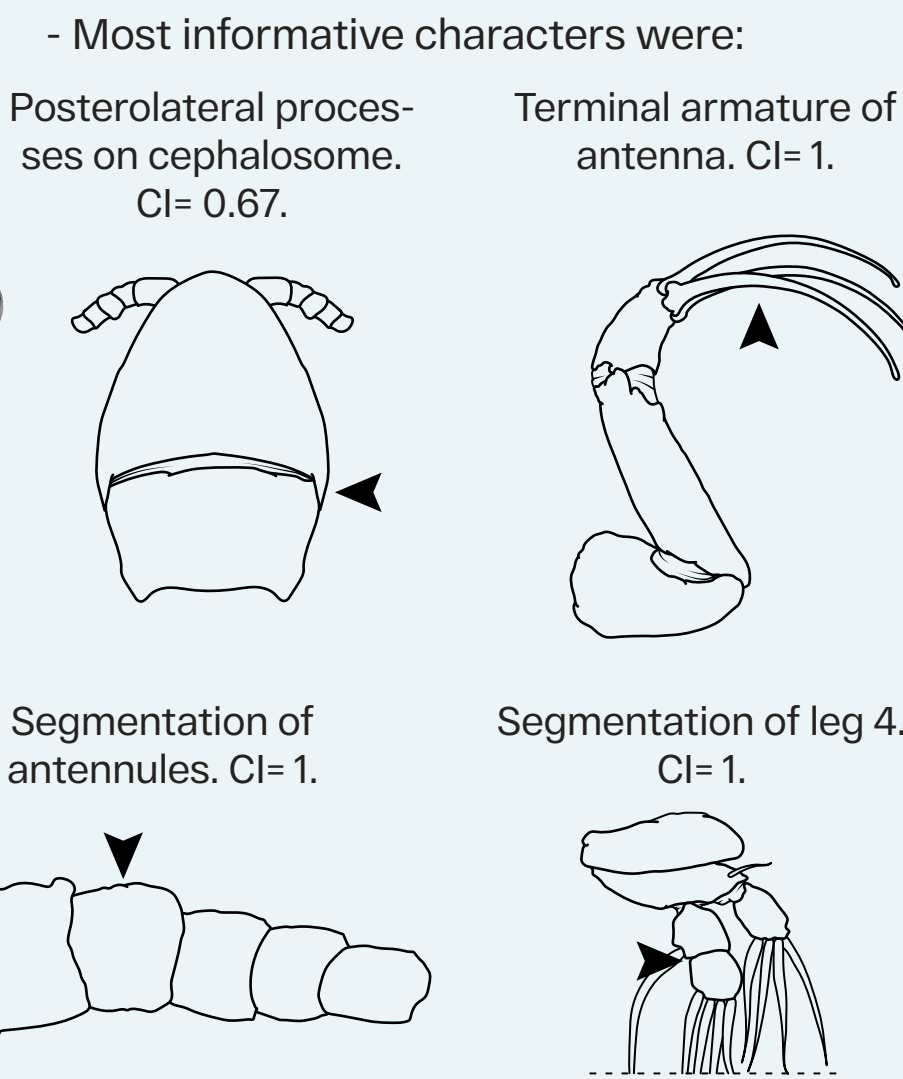 - Most informative characters were:
Posterolateral proces-
ses on cephalosome.
CI= 0.67.
Terminal armature of
antenna. CI= 1.
Segmentation of
antennules. CI= 1.
Segmentation of leg 4.
CI= 1.